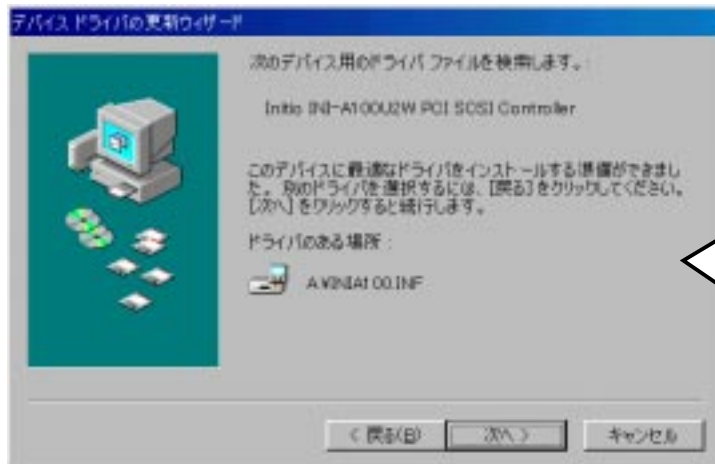 デバイス ドライバの更新ウィザード
次のデバイス用のドライバ ファイルを検索します。:
Initio INI-A100U2W PCI SCSI Controller
このデバイスに最適なドライバをインストールする準備ができまし
た。 別のドライバを選択するには、[戻る] をクリックしてください。
[次へ] をクリックすると続行します。
ドライバのある場所 :
A:¥INIA100.INF
< 戻る(B)
次へ >
キャンセル